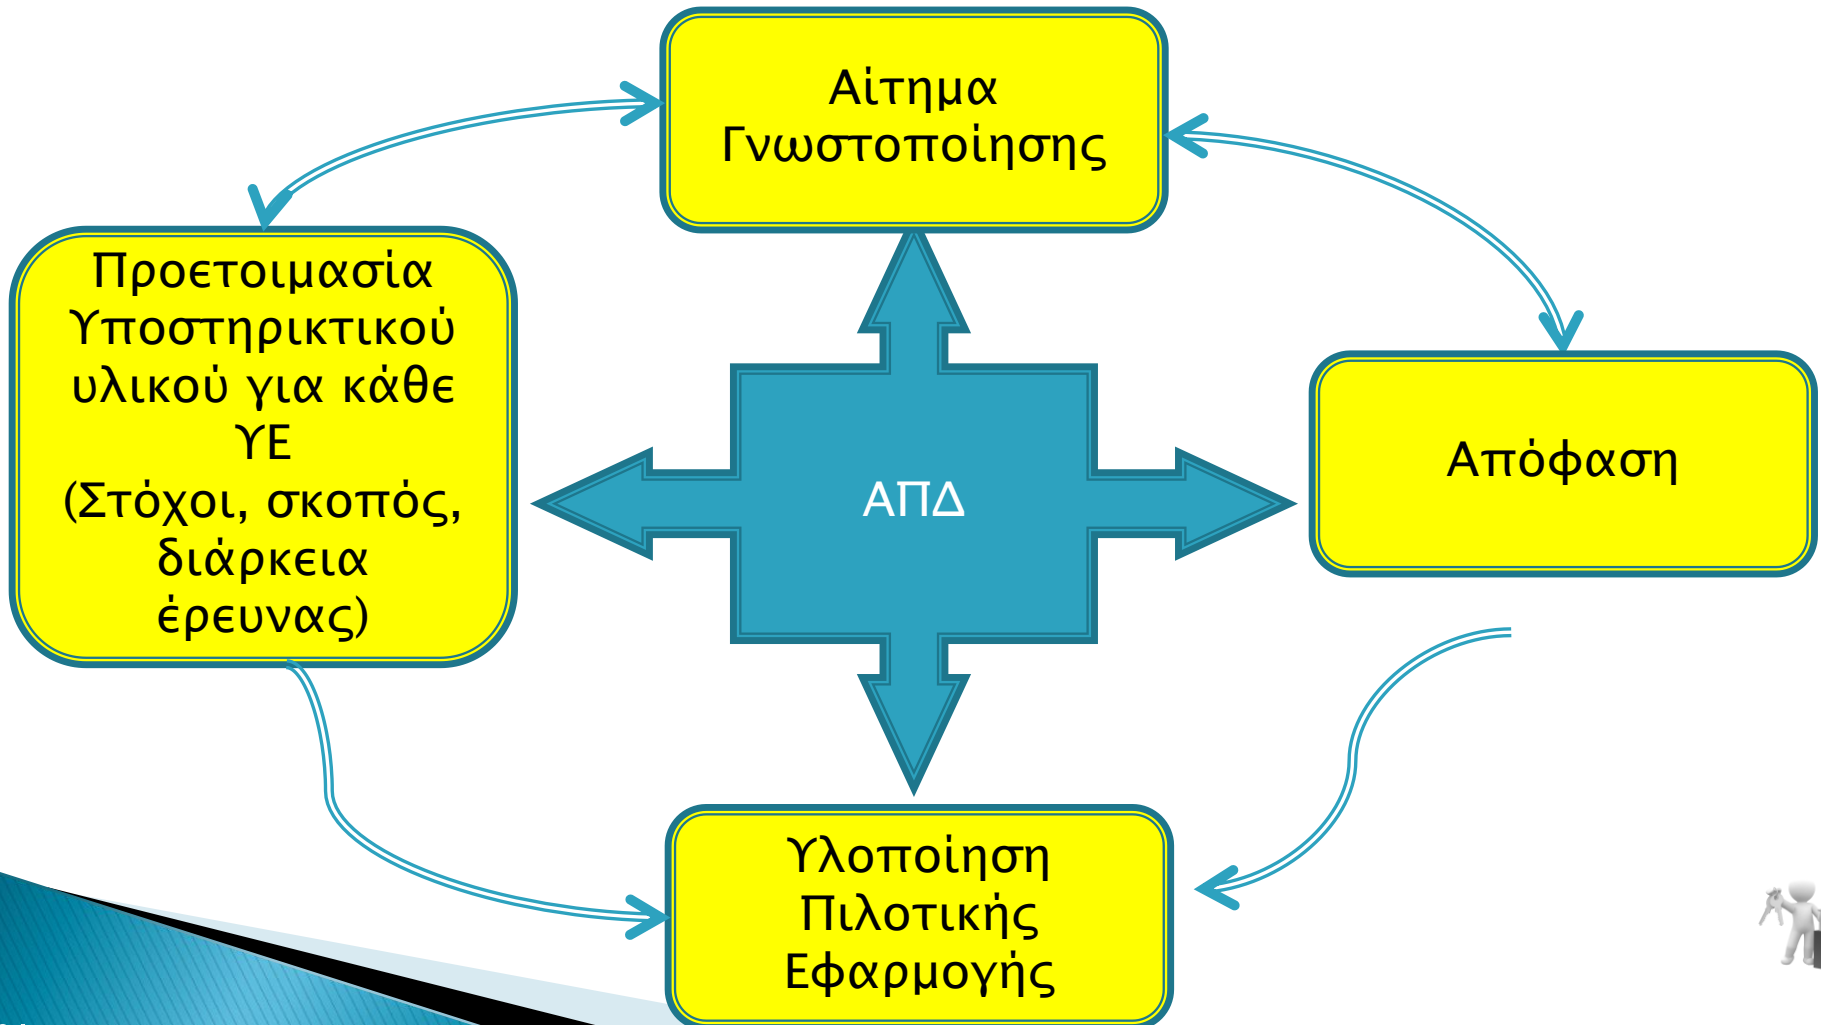 Αίτημα
Γνωστοποίησης
Προετοιμασία
Υποστηρικτικού
υλικού για κάθε
ΥΕ
(Στόχοι, σκοπός,
διάρκεια
έρευνας)
ΑΠΔ
Απόφαση
Υλοποίηση
Πιλοτικής
Εφαρμογής